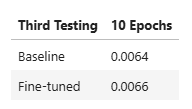 Third Testing 10 Epochs
Baseline 0.0064
Fine-tuned 0.0066